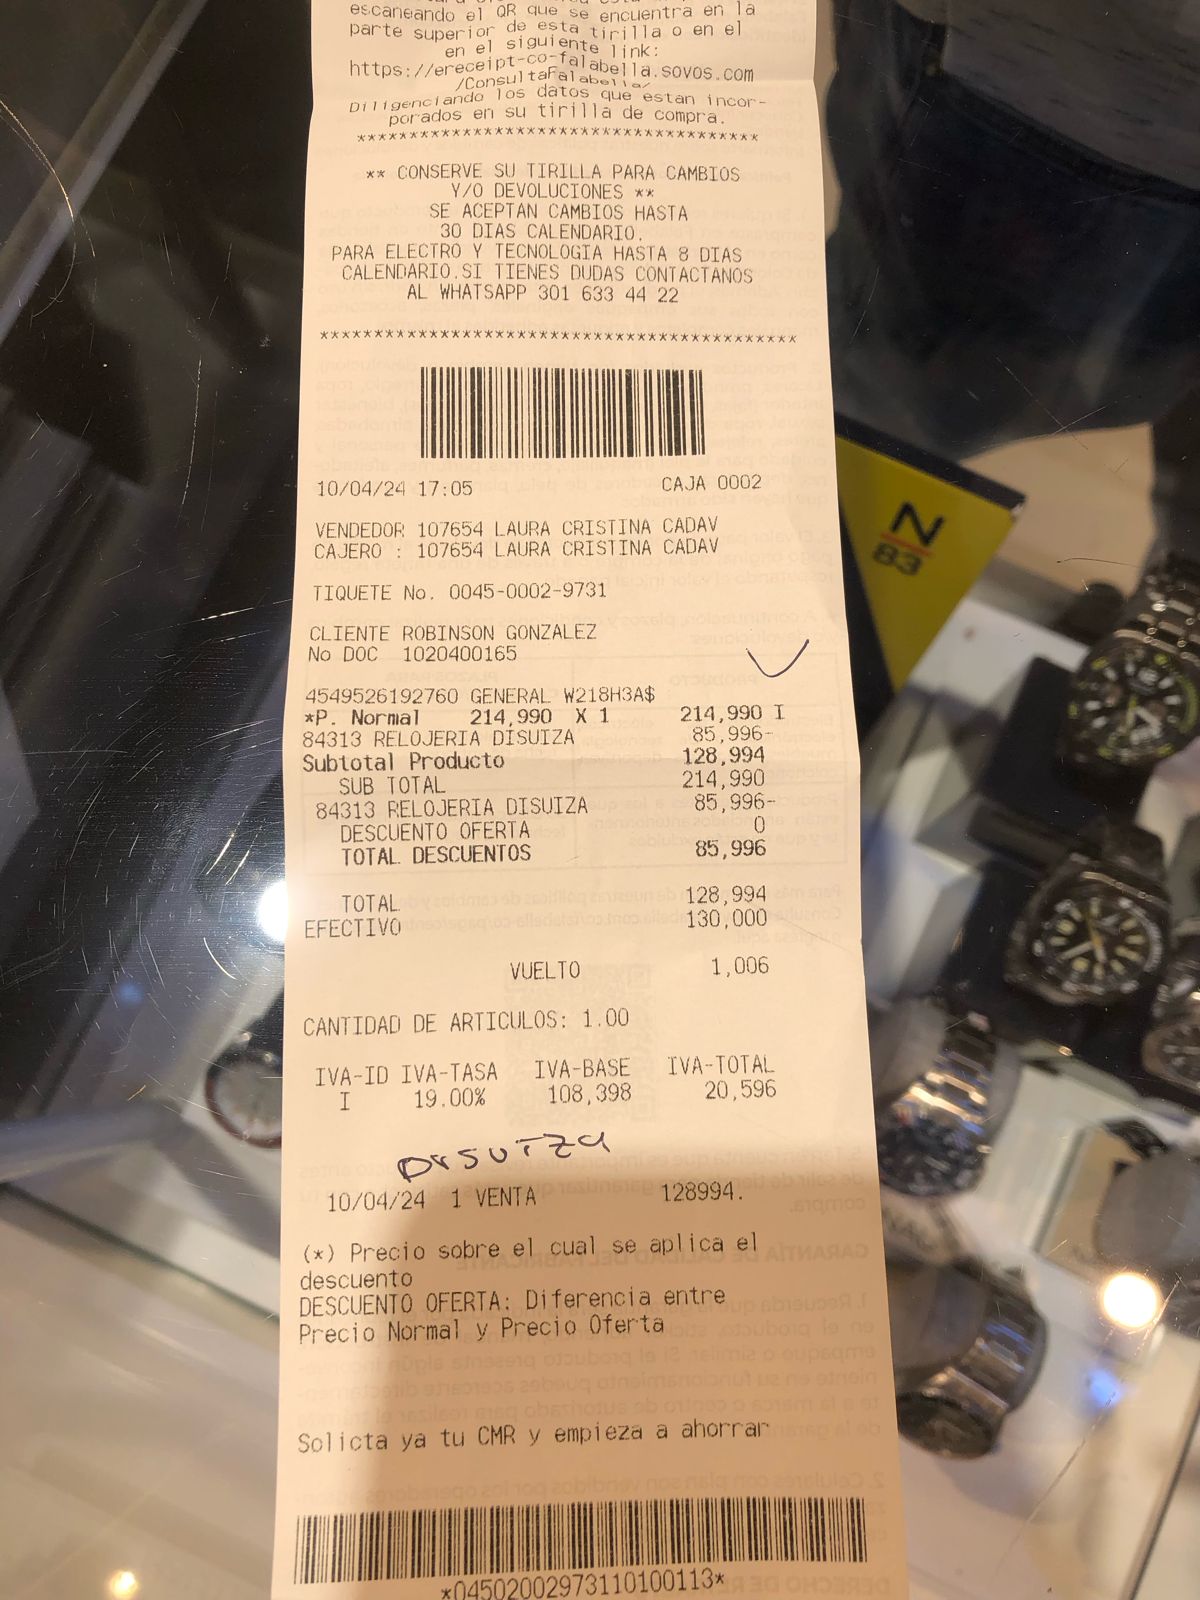 escaneando el QR que se encuentra en la
parte superior de esta tirilla o en el
en el siguiente link:
https://ereceipt-co-falabella.sovos.com
/ConsultaFalabella/
Diligenciando los datos que estan incor-
porados en su tirilla de compra.
****************************************
** CONSERVE SU TIRILLA PARA CAMBIOS
Y/O DEVOLUCIONES **
SE ACEPTAN CAMBIOS HASTA
30 DIAS CALENDARIO.
PARA ELECTRO Y TECNOLOGIA HASTA 8 DIAS
CALENDARIO.SI TIENES DUDAS CONTACTANOS
AL WHATSAPP 301 633 44 22
********************************************
10/04/24 17:05 CAJA 0002
VENDEDOR 107654 LAURA CRISTINA CADAV
CAJERO : 107654 LAURA CRISTINA CADAV
TIQUETE No. 0045-0002-9731
CLIENTE ROBINSON GONZALEZ
No DOC 1020400165
4549526192760 GENERAL W218H3A$
*P. Normal 214,990 X 1 214,990 I
84313 RELOJERIA DISUIZA 85,996-
Subtotal Producto 128,994
SUB TOTAL 214,990
84313 RELOJERIA DISUIZA 85,996-
DESCUENTO OFERTA 0
TOTAL DESCUENTOS 85,996
TOTAL 128,994
EFECTIVO 130,000
VUELTO 1,006
CANTIDAD DE ARTICULOS: 1.00
IVA-ID IVA-TASA IVA-BASE IVA-TOTAL
I 19.00% 108,398 20,596
DISUIZA
10/04/24 1 VENTA 128994.
(*) Precio sobre el cual se aplica el
descuento
DESCUENTO OFERTA: Diferencia entre
Precio Normal y Precio Oferta
Solicta ya tu CMR y empieza a ahorrar
*04502002973110100113*
N
83